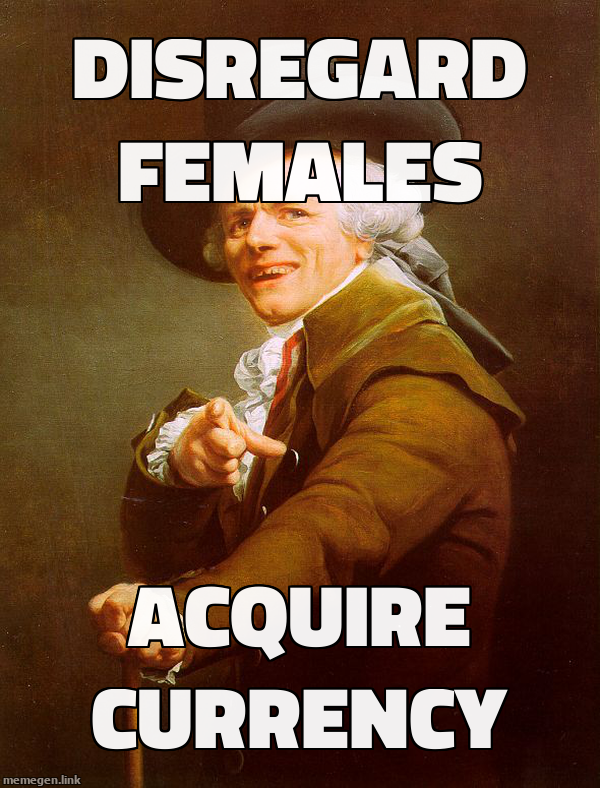 DISREGARD
FEMALES
ACQUIRE
CURRENCY
memegen.link